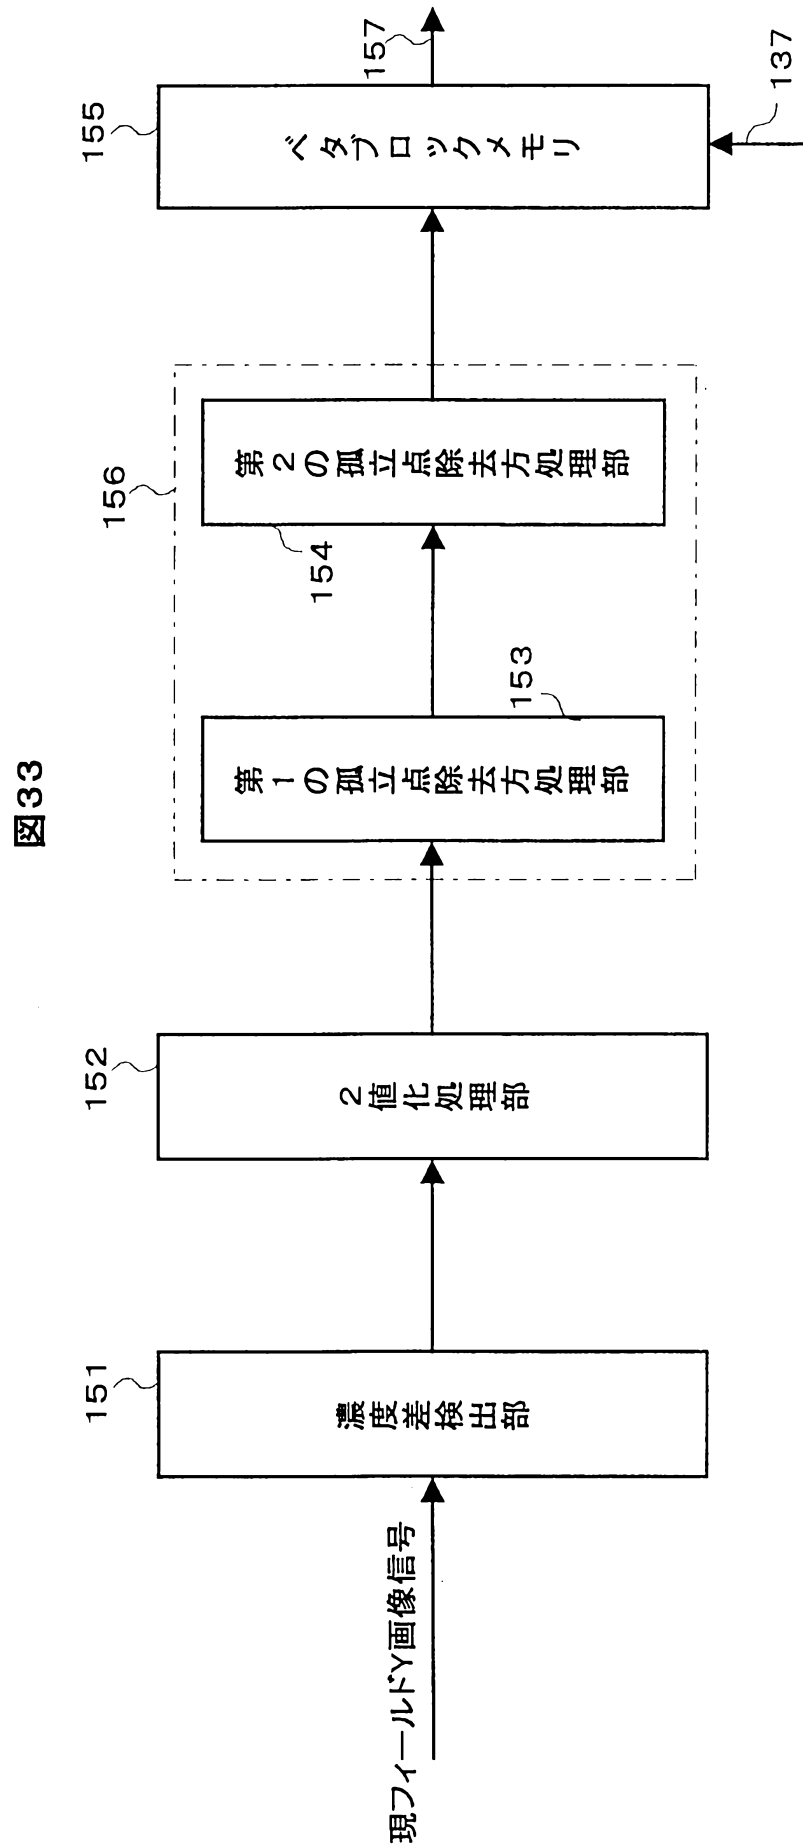 図33
現フィールドY画像信号
151
濃度差検出部
152
2値化処理部
156
153
第1の孤立点除去方処理部
154
第2の孤立点除去方処理部
155
ベタブロックメモリ
157
137